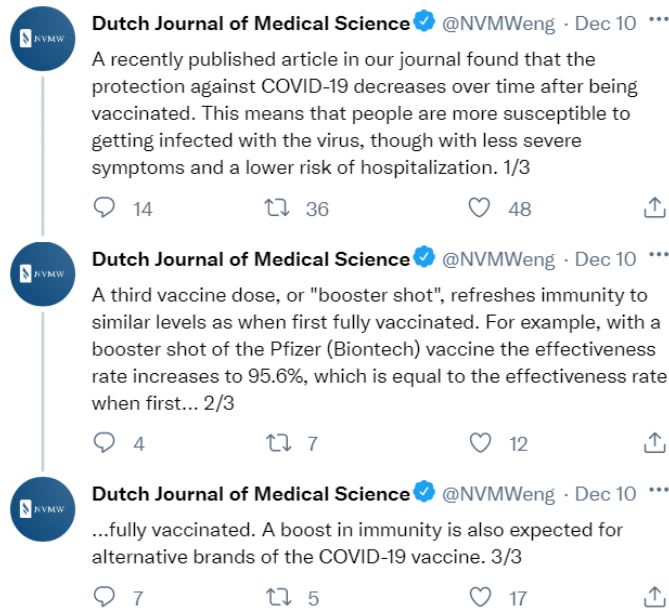 Dutch Journal of Medical Science @NVMWeng · Dec 10 ···
NVMW
A recently published article in our journal found that the
protection against COVID-19 decreases over time after being
vaccinated. This means that people are more susceptible to
getting infected with the virus, though with less severe
symptoms and a lower risk of hospitalization. 1/3
14 36 48
Dutch Journal of Medical Science @NVMWeng · Dec 10 ···
NVMW
A third vaccine dose, or "booster shot", refreshes immunity to
similar levels as when first fully vaccinated. For example, with a
booster shot of the Pfizer (Biontech) vaccine the effectiveness
rate increases to 95.6%, which is equal to the effectiveness rate
when first... 2/3
4 7 12
Dutch Journal of Medical Science @NVMWeng · Dec 10 ···
NVMW
...fully vaccinated. A boost in immunity is also expected for
alternative brands of the COVID-19 vaccine. 3/3
7 5 17